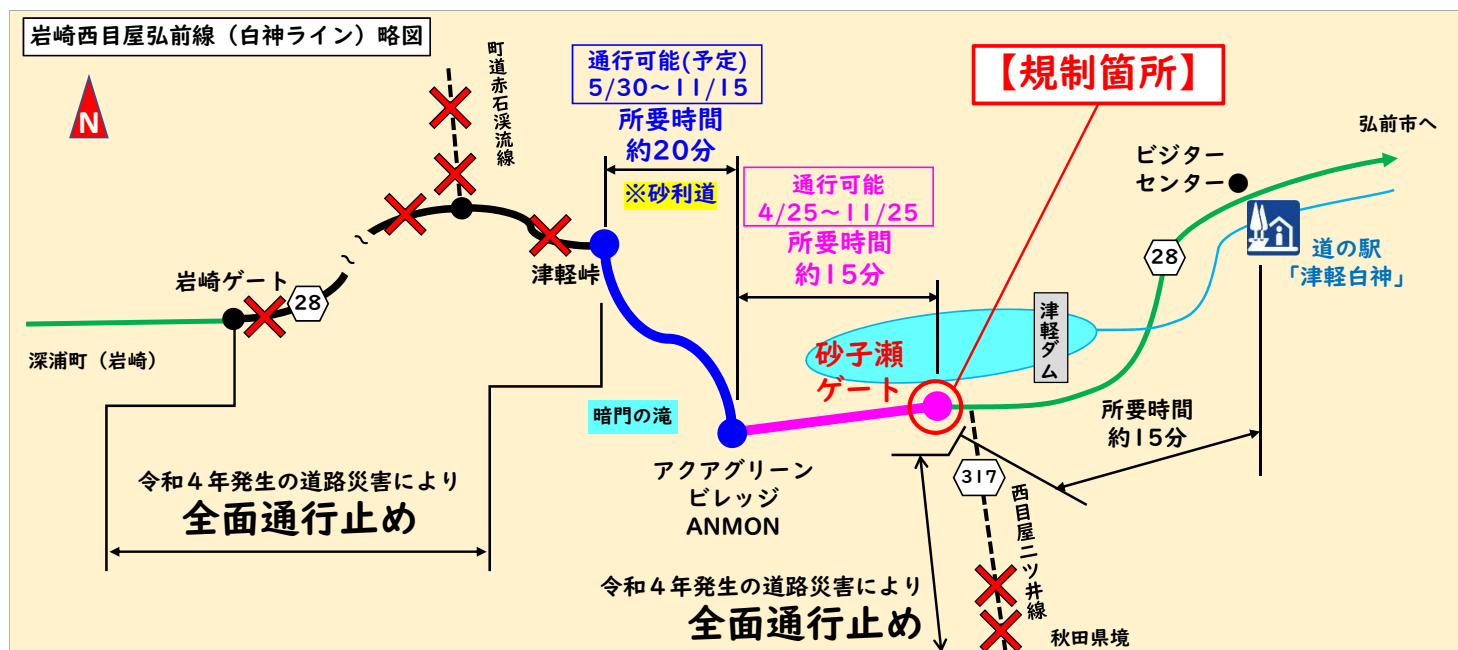 岩崎西目屋弘前線（白神ライン）略図
N
町道赤石渓流線
通行可能(予定)
5/30～11/15
所要時間
約20分
※砂利道
【規制箇所】
通行可能
4/25～11/25
所要時間
約15分
弘前市へ
ビジター
センター
28
道の駅
「津軽白神」
岩崎ゲート
28
津軽峠
深浦町（岩崎）
津軽ダム
砂子瀬
ゲート
暗門の滝
アクアグリーン
ビレッジ
ANMON
所要時間
約15分
317
西目屋二ツ井線
令和４年発生の道路災害により
全面通行止め
令和４年発生の道路災害により
全面通行止め
秋田県境